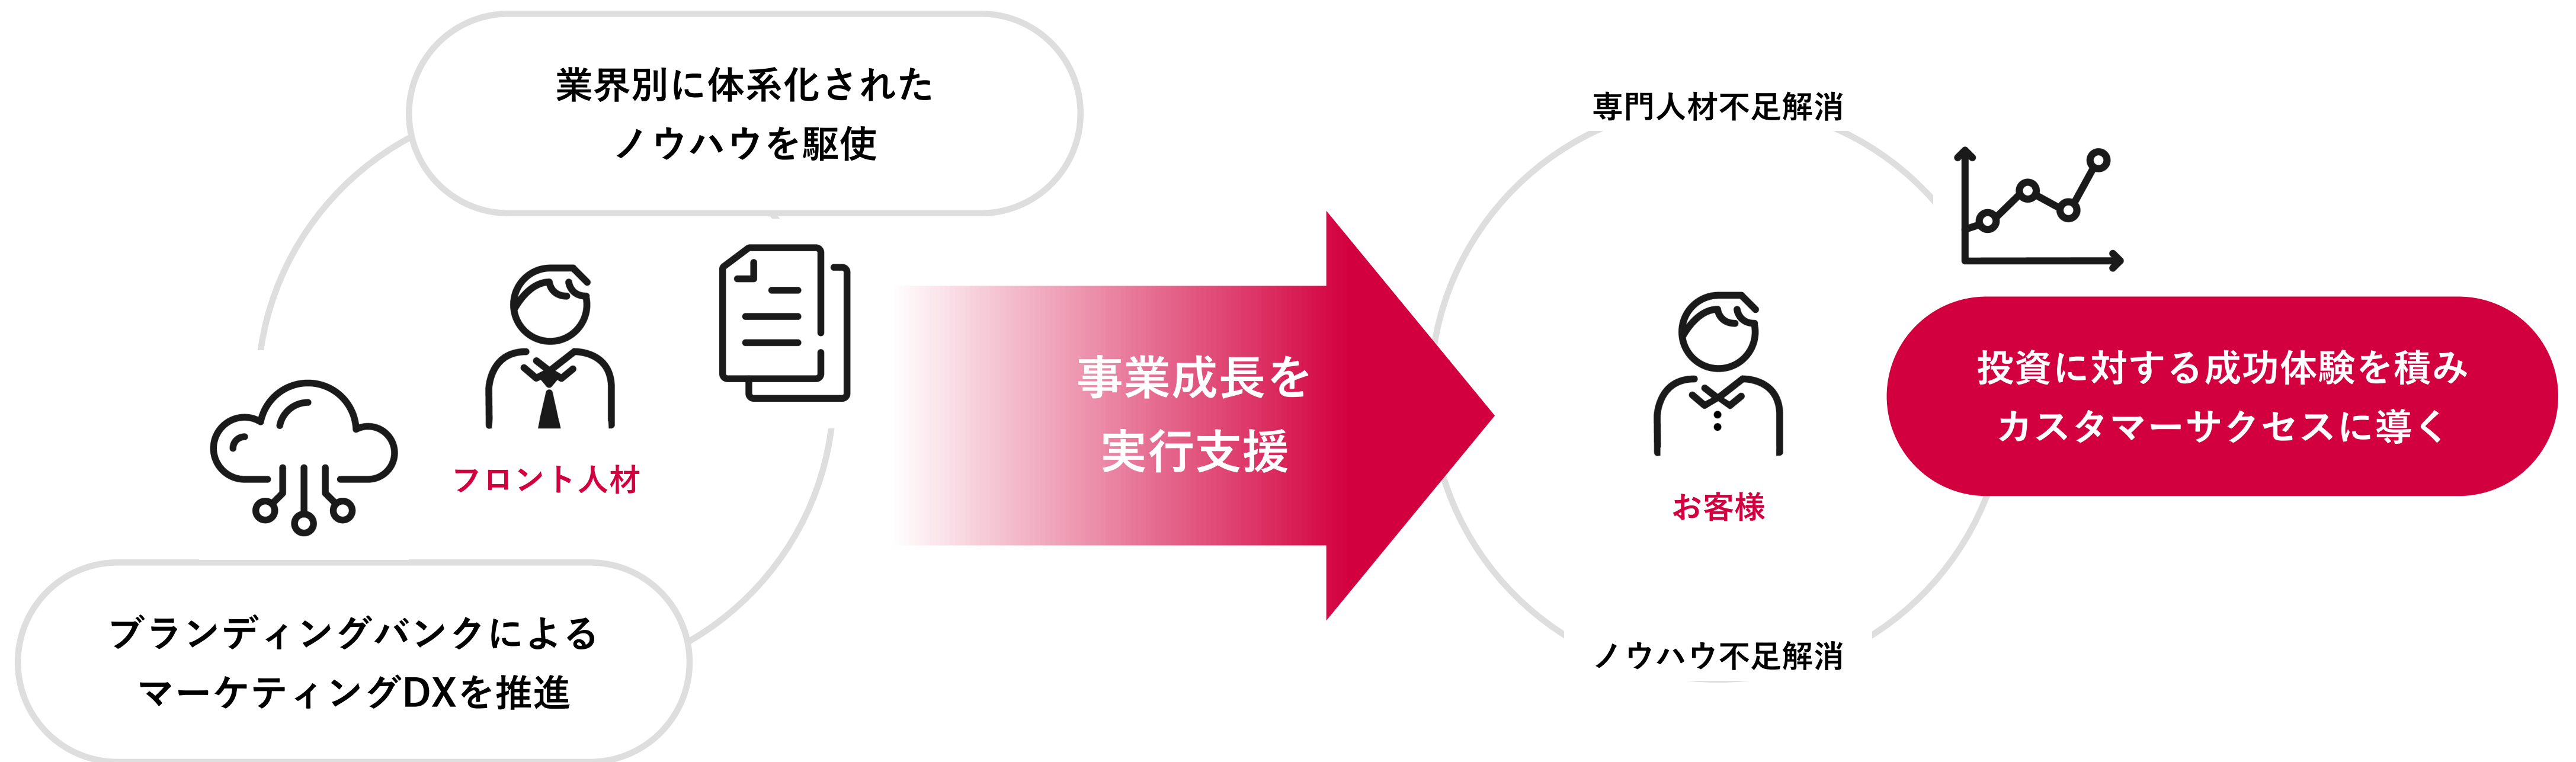 業界別に体系化された
ノウハウを駆使
フロント人材
ブランディングバンクによる
マーケティングDXを推進
事業成長を
実行支援
専門人材不足解消
お客様
投資に対する成功体験を積み
カスタマーサクセスに導く
ノウハウ不足解消